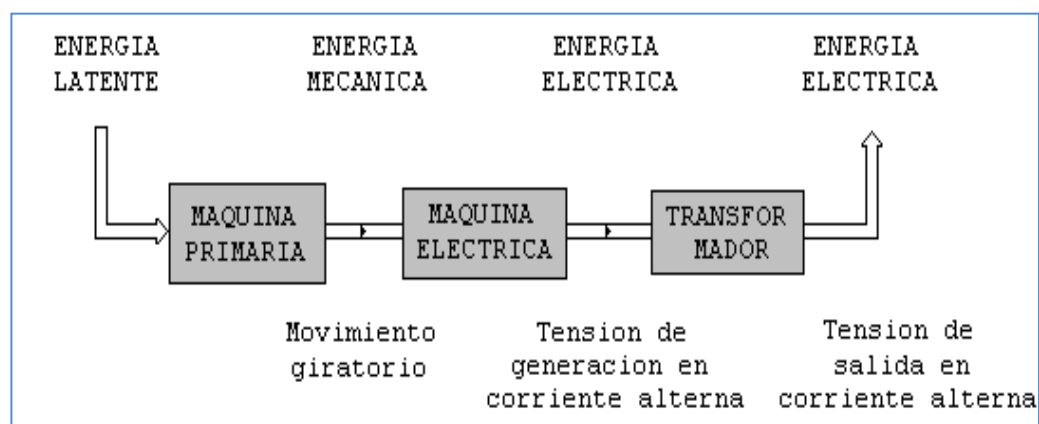 ENERGIA
LATENTE
ENERGIA
MECANICA
ENERGIA
ELECTRICA
ENERGIA
ELECTRICA
MAQUINA
PRIMARIA
MAQUINA
ELECTRICA
TRANSFOR
MADOR
Movimiento
giratorio
Tension de
generacion en
corriente alterna
Tension de
salida en
corriente alterna